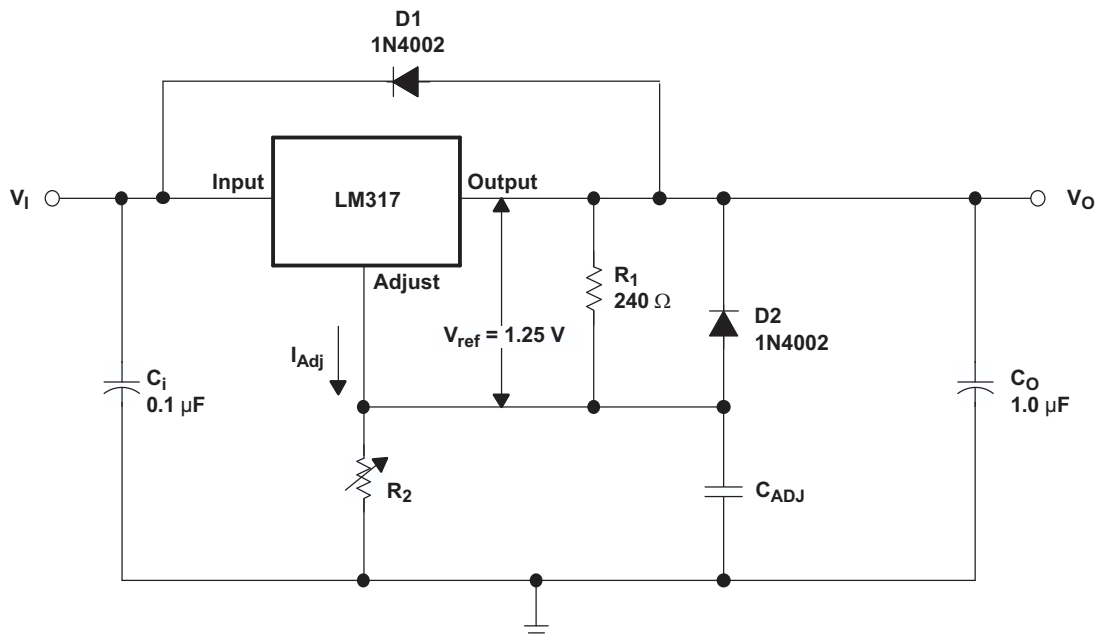 D1
1N4002
Input
LM317
Output
V_I
V_O
Adjust
R_1
240 Ω
V_ref = 1.25 V
D2
1N4002
I_Adj
C_i
0.1 µF
C_O
1.0 µF
R_2
C_ADJ